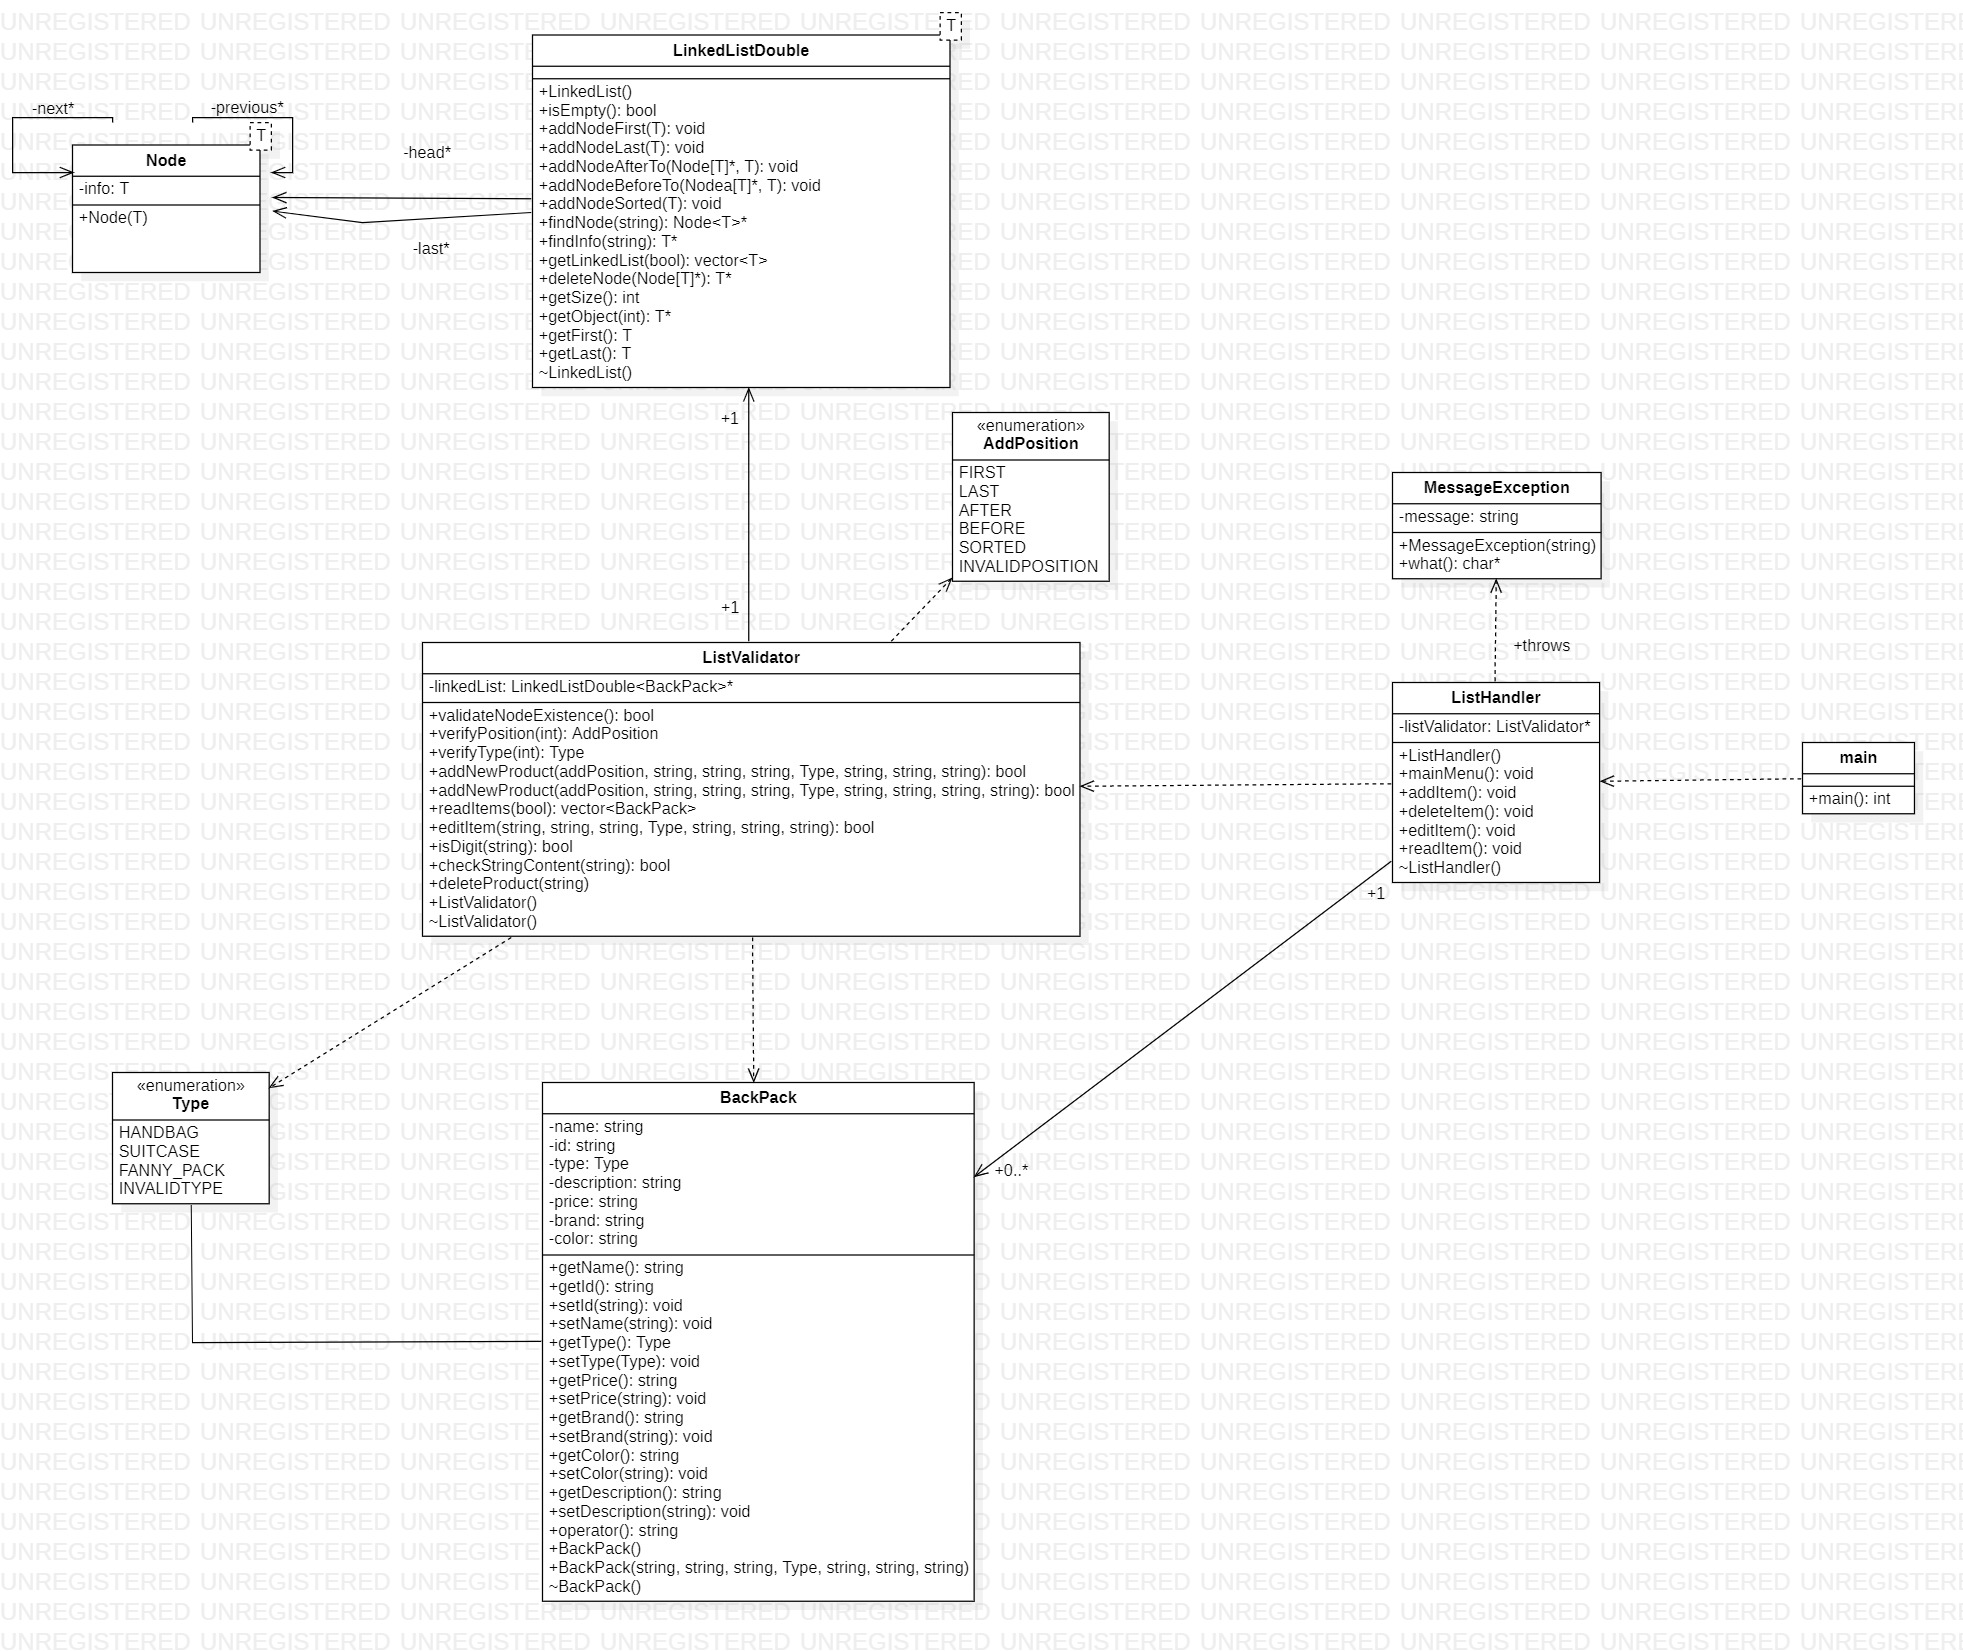 T
LinkedListDouble
+LinkedList()
+isEmpty(): bool
+addNodeFirst(T): void
+addNodeLast(T): void
+addNodeAfterTo(Node[T]*, T): void
+addNodeBeforeTo(Nodea[T]*, T): void
+addNodeSorted(T): void
+findNode(string): Node<T>*
+findInfo(string): T*
+getLinkedList(bool): vector<T>
+deleteNode(Node[T]*): T*
+getSize(): int
+getObject(int): T*
+getFirst(): T
+getLast(): T
~LinkedList()
-next*
-previous*
T
Node
-info: T
+Node(T)
-head*
-last*
+1
+1
«enumeration»
AddPosition
FIRST
LAST
AFTER
BEFORE
SORTED
INVALIDPOSITION
MessageException
-message: string
+MessageException(string)
+what(): char*
+throws
ListValidator
-linkedList: LinkedListDouble<BackPack>*
+validateNodeExistence(): bool
+verifyPosition(int): AddPosition
+verifyType(int): Type
+addNewProduct(addPosition, string, string, string, Type, string, string, string): bool
+addNewProduct(addPosition, string, string, string, Type, string, string, string, string): bool
+readItems(bool): vector<BackPack>
+editItem(string, string, string, Type, string, string, string): bool
+isDigit(string): bool
+checkStringContent(string): bool
+deleteProduct(string)
+ListValidator()
~ListValidator()
ListHandler
-listValidator: ListValidator*
+ListHandler()
+mainMenu(): void
+addItem(): void
+deleteItem(): void
+editItem(): void
+readItem(): void
~ListHandler()
main
+main(): int
+1
+0..*
«enumeration»
Type
HANDBAG
SUITCASE
FANNY_PACK
INVALIDTYPE
BackPack
-name: string
-id: string
-type: Type
-description: string
-price: string
-brand: string
-color: string
+getName(): string
+getId(): string
+setId(string): void
+setName(string): void
+getType(): Type
+setType(Type): void
+getPrice(): string
+setPrice(string): void
+getBrand(): string
+setBrand(string): void
+getColor(): string
+setColor(string): void
+getDescription(): string
+setDescription(string): void
+operator(): string
+BackPack()
+BackPack(string, string, string, Type, string, string, string)
~BackPack()
UNREGISTERED